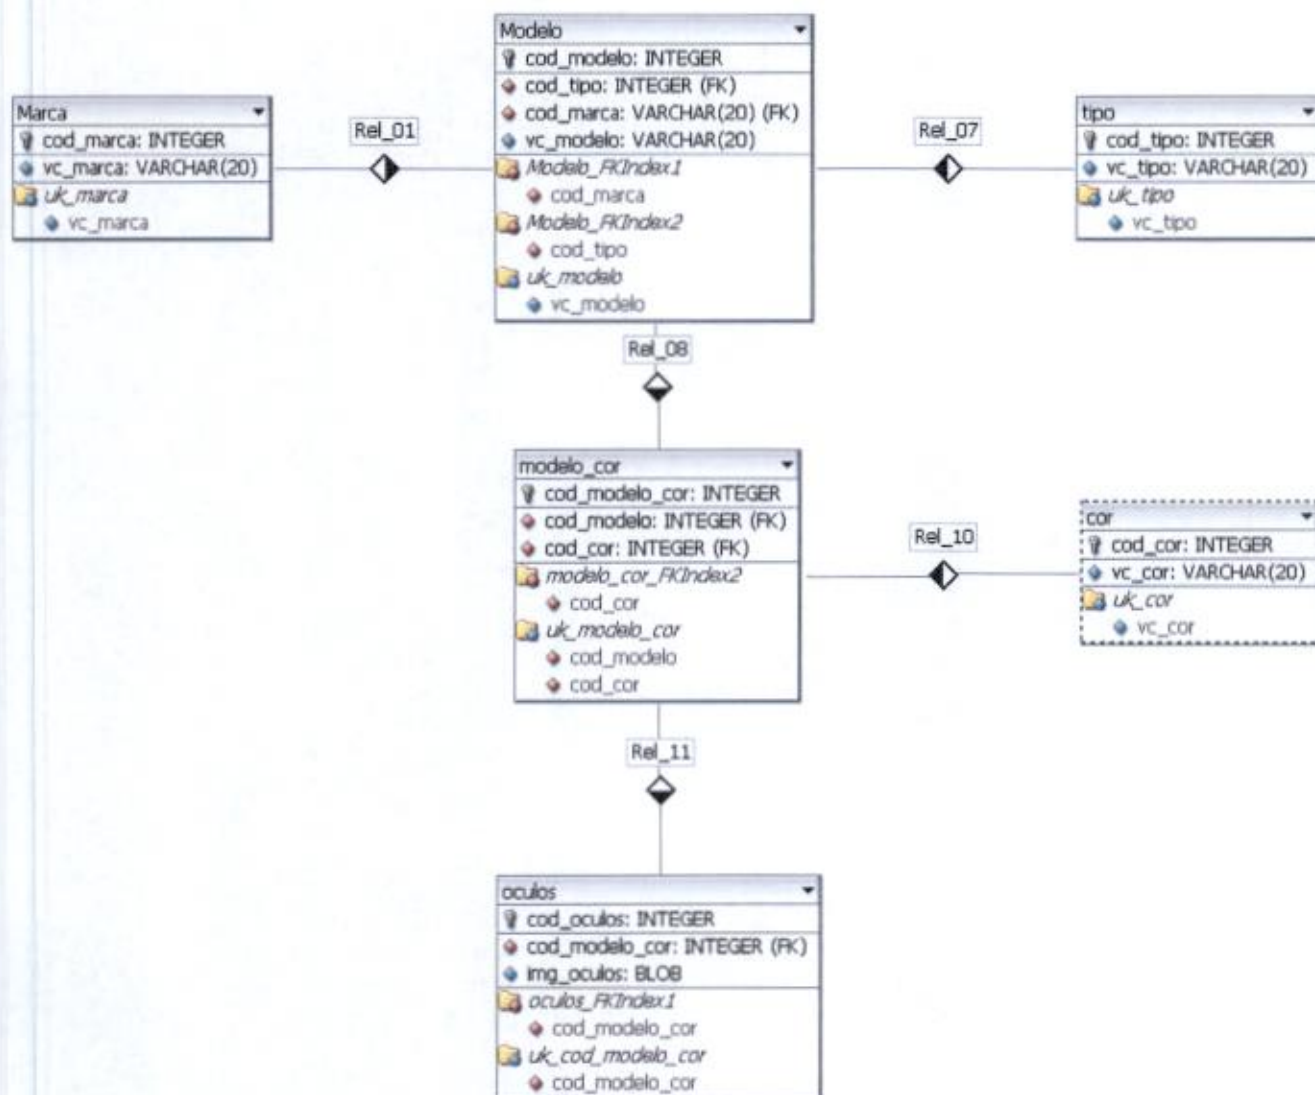 Modelo
cod_modelo: INTEGER
cod_tipo: INTEGER (FK)
cod_marca: VARCHAR(20) (FK)
vc_modelo: VARCHAR(20)
Modelo_FKIndex1
cod_marca
Modelo_FKIndex2
cod_tipo
uk_modelo
vc_modelo
Marca
cod_marca: INTEGER
vc_marca: VARCHAR(20)
uk_marca
vc_marca
Rel_01
Rel_07
tipo
cod_tipo: INTEGER
vc_tipo: VARCHAR(20)
uk_tipo
vc_tipo
Rel_08
modelo_cor
cod_modelo_cor: INTEGER
cod_modelo: INTEGER (FK)
cod_cor: INTEGER (FK)
modelo_cor_FKIndex2
cod_cor
uk_modelo_cor
cod_modelo
cod_cor
Rel_10
cor
cod_cor: INTEGER
vc_cor: VARCHAR(20)
uk_cor
vc_cor
Rel_11
oculos
cod_oculos: INTEGER
cod_modelo_cor: INTEGER (FK)
img_oculos: BLOB
oculos_FKIndex1
cod_modelo_cor
uk_cod_modelo_cor
cod_modelo_cor